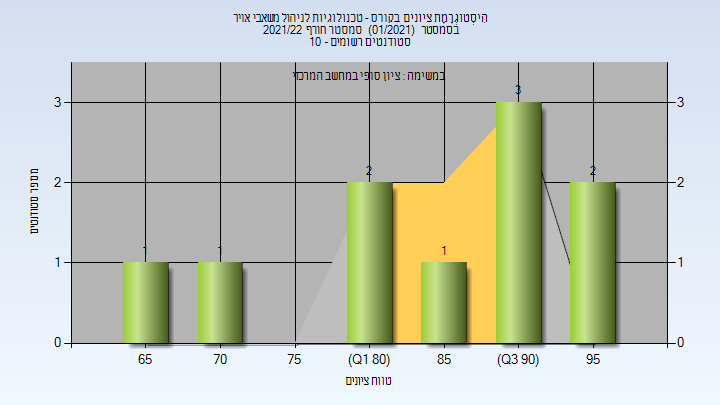 היסטוגרמת ציונים בקורס - טכנולוגיות לניהול משאבי אויר
בסמסטר (01/2021) סמסטר חורף 2021/22
סטודנטים רשומים - 10
במשימה : ציון סופי במחשב המרכזי
מספר סטודנטים
3
2
1
0
3
2
1
0
1
1
2
1
3
2
65
70
75
(Q1 80)
85
(Q3 90)
95
טווח ציונים